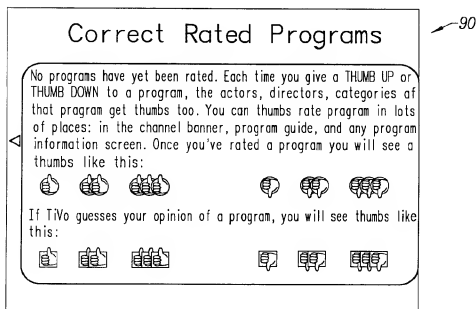 Correct Rated Programs
90
No programs have yet been rated. Each time you give a THUMB UP or
THUMB DOWN to a program, the actors, directors, categories of
that program get thumbs too. You can thumbs rate program in lots
of places: in the channel banner, program guide, and any program
information screen. Once you've rated a program you will see a
thumbs like this:
If TiVo guesses your opinion of a program, you will see thumbs like
this: